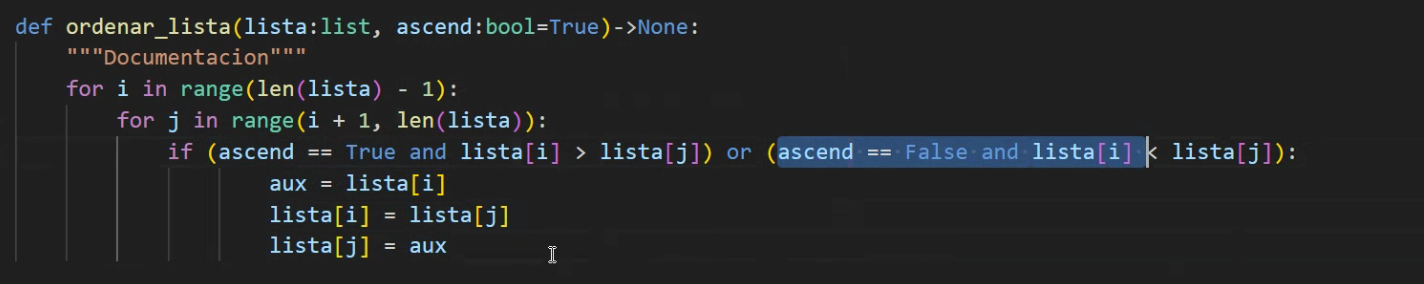 def ordenar_lista(lista:list, ascend:bool=True)->None:
"""Documentacion"""
for i in range(len(lista) - 1):
for j in range(i + 1, len(lista)):
if (ascend == True and lista[i] > lista[j]) or (ascend == False and lista[i] < lista[j]):
aux = lista[i]
lista[i] = lista[j]
lista[j] = aux